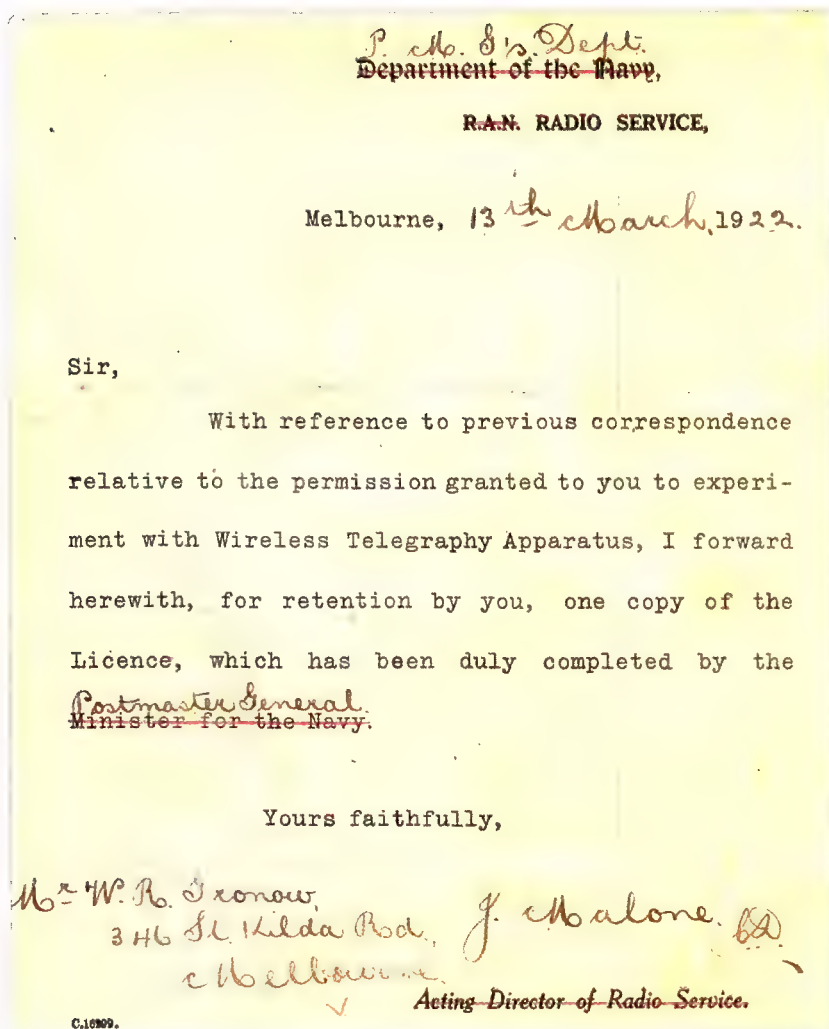 P. M. G's. Dept.
Department of the Navy,
R.A.N. RADIO SERVICE,
Melbourne, 13th March, 1922.
Sir,
With reference to previous correspondence
relative to the permission granted to you to experi-
ment with Wireless Telegraphy Apparatus, I forward
herewith, for retention by you, one copy of the
Licence, which has been duly completed by the
Postmaster General.
Minister for the Navy.
Yours faithfully,
Mr W. R. Gronow,
346 St. Kilda Rod.,
Melbourne.
J. Malone.
Acting Director of Radio Service.